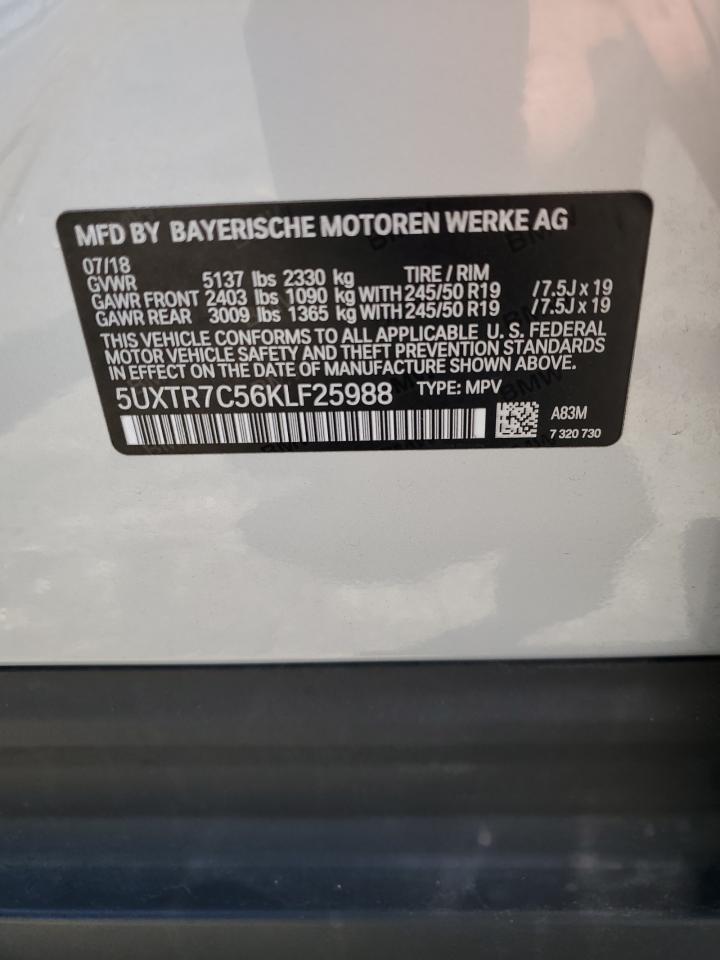 MFD BY BAYERISCHE MOTOREN WERKE AG
07/18
GVWR 5137 lbs 2330 kg TIRE / RIM
GAWR FRONT 2403 lbs 1090 kg WITH 245/50 R19 /7.5J x 19
GAWR REAR 3009 lbs 1365 kg WITH 245/50 R19 /7.5J x 19
THIS VEHICLE CONFORMS TO ALL APPLICABLE U.S. FEDERAL
MOTOR VEHICLE SAFETY AND THEFT PREVENTION STANDARDS
IN EFFECT ON THE DATE OF MANUFACTURE SHOWN ABOVE.
5UXTR7C56KLF25988 TYPE: MPV
A83M
7 320 730